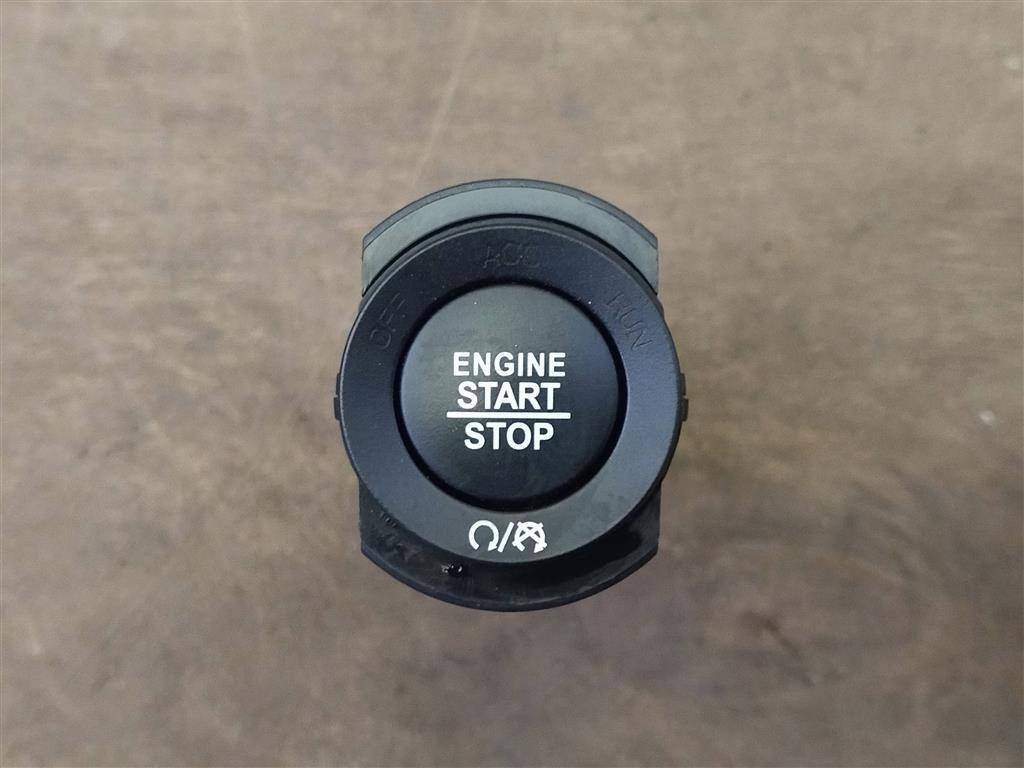 OFF
ACC
RUN
ENGINE
START
STOP